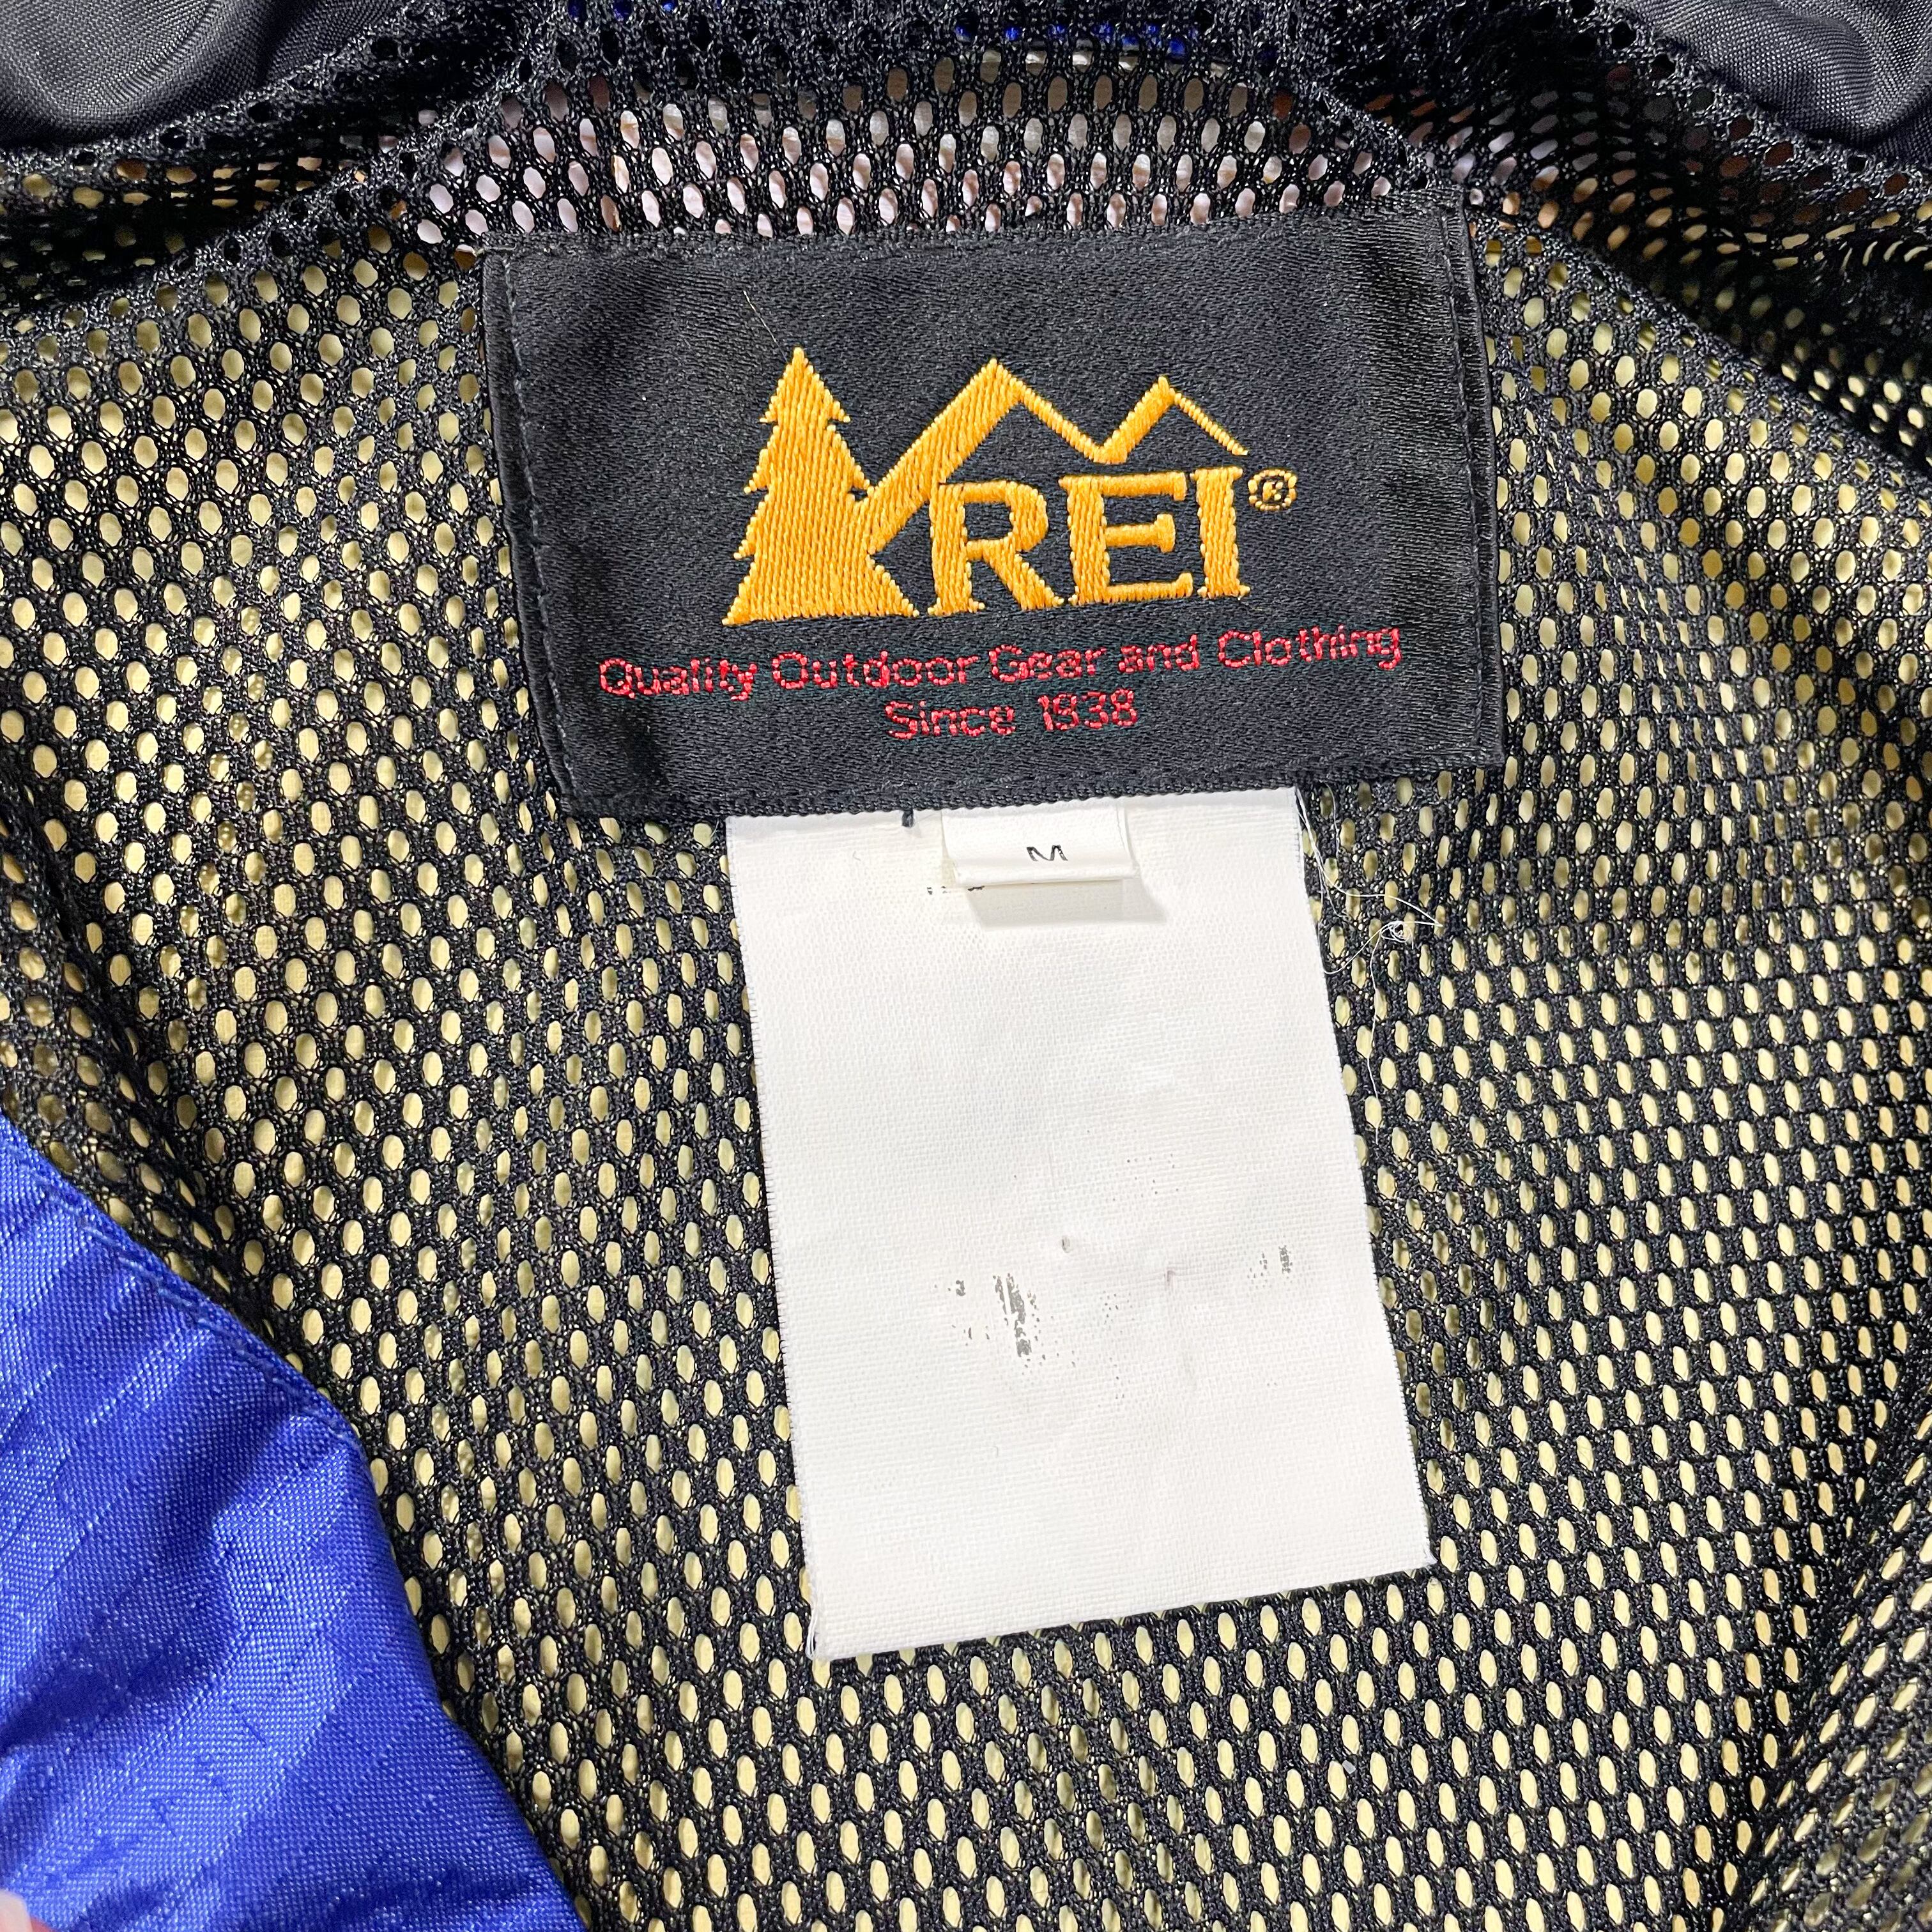 REI®
Quality Outdoor Gear and Clothing
Since 1938
M